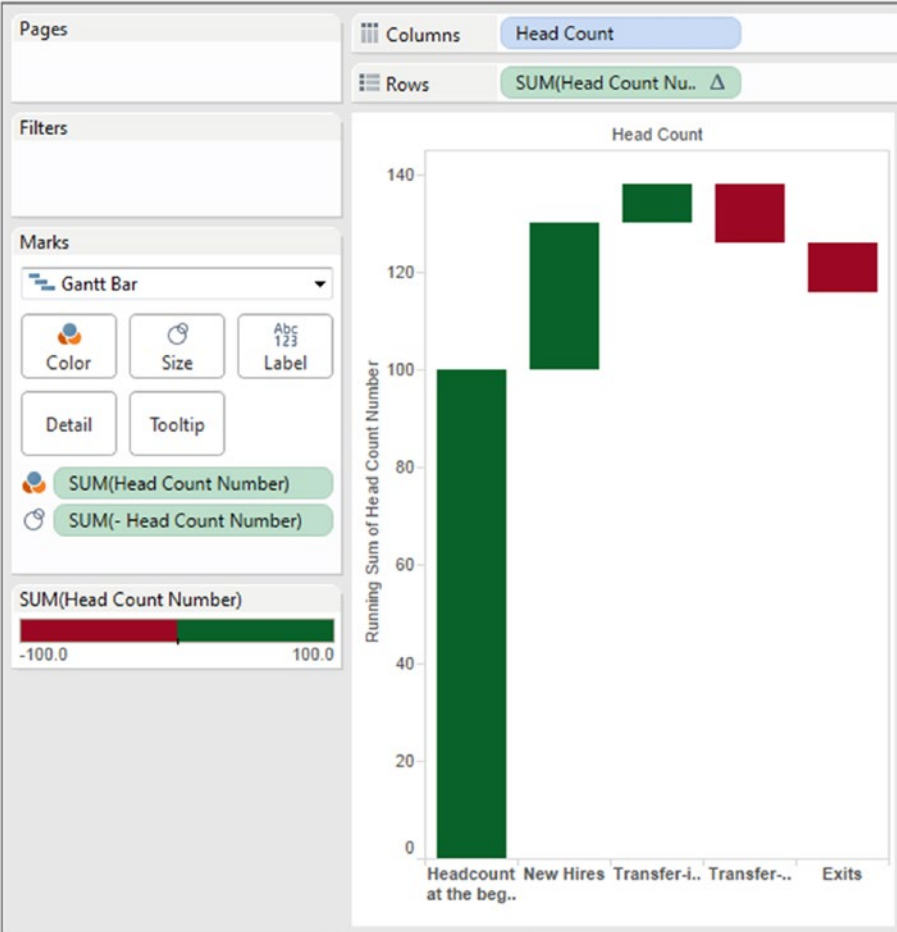 Pages
Columns
Head Count
Rows
SUM(Head Count Nu.. Δ
Filters
Marks
Gantt Bar
Color
Size
Abc
123
Label
Detail
Tooltip
SUM(Head Count Number)
SUM(- Head Count Number)
SUM(Head Count Number)
-100.0
100.0
Head Count
Running Sum of Head Count Number
140
120
100
80
60
40
20
0
Headcount
at the beg..
New Hires
Transfer-i..
Transfer-..
Exits